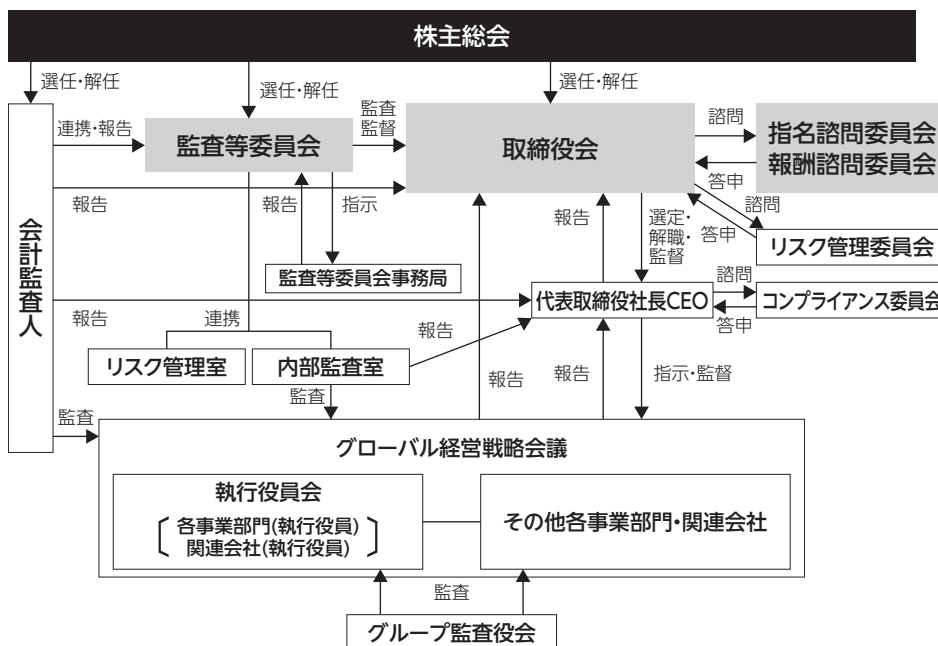 株主総会
選任・解任
選任・解任
選任・解任
連携・報告
監査等委員会
監査
監督
取締役会
諮問
指名諮問委員会
報酬諮問委員会
答申
報告
報告
指示
報告
選定・
解職・
監督
答申
諮問
リスク管理委員会
会計監査人
監査等委員会事務局
代表取締役社長CEO
諮問
コンプライアンス委員会
答申
報告
連携
報告
リスク管理室
内部監査室
報告
報告
指示・監督
監査
監査
グローバル経営戦略会議
執行役員会
各事業部門(執行役員)
関連会社(執行役員)
その他各事業部門・関連会社
監査
グループ監査役会